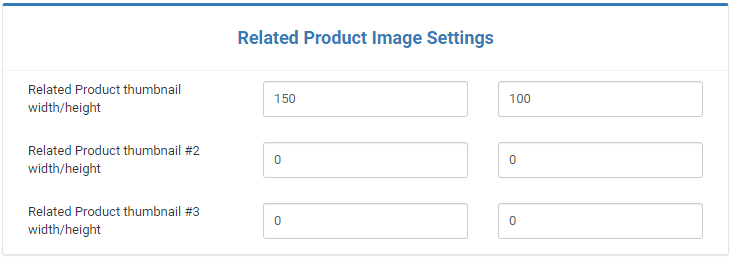 Related Product Image Settings
Related Product thumbnail
width/height
150
100
Related Product thumbnail #2
width/height
0
0
Related Product thumbnail #3
width/height
0
0